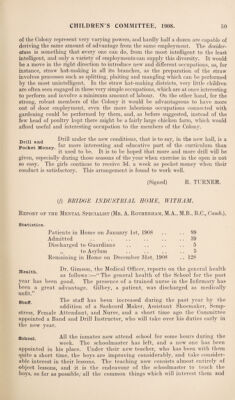 CHILDREN'S COMMITTEE, 1908. 59
of the Colony represent very varying powers, and hardly half a dozen are capable of
deriving the same amount of advantage from the same employment. The desideratum
is something that every one can do, from the most intelligent to the least
intelligent, and only a variety of employments can supply this diversity. It would
be a move in the right direction to introduce new and different occupations, as, for
instance, straw hat-making in all its branches, as the preparation of the straw
involves processes such as splitting, plaiting and mangling which can be performed
by the most unintelligent. In the straw hat-making districts, very little children
are often seen engaged in these very simple occupations, which are at once interesting
to perform and involve a minimum amount of labour. On the other hand, for the
strong, robust members of the Colony it would be advantageous to have more
out of door employment, even the more laborious occupations connected with
gardening could be performed by them, and, as before suggested, instead of the
few head of poultry kept there might be a fairly large chicken farm, which would
afford useful and interesting occupation to the members of the Colony.
Drill and
Pocket Money.
Drill under the new condition, that is to say, in the new hall, is a
far more interesting and educative part of the curriculum than
it used to be. It is to be hoped that more and more drill will be
given, especially during those seasons of the year when exercise in the open is not
so easy. The girls continue to receive 3d. a week as pocket money when their
conduct is satisfactory. This arrangement is found to work well.
(Signed) R. TURNER.
(f) BRIDGE INDUSTRIAL HOME, WITHAM.
REPORT OF THE MENTAL SPECIALIST (MR. A. ROTHERHAM, M.A., M.B., B.C., Cantb.).
Statistics.
Patients in Home on January 1st, 1908 .. .. 89
Admitted .. .. .. .. .. 39
Discharged to Guardians .. .. .. 5
„ to Asylum .. .. .. 3
Remaining in Home on December 31st, 1908 .. 120
Health.
Dr. Gimson, the Medical Officer, reports on the general health
as follows:—“The general health of the School for the past
year has been good. The presence of a trained nurse in the Infirmary has
been a great advantage. Gilbey, a patient, was discharged as medically
unfit.”
Staff.
The staff has been increased during the past year by the
addition of a Seaboard Maker, Assistant Shoemaker, Sempstress,
Female Attendant, and Nurse, and a short time ago the Committee
appointed a Band and Drill Instructor, who will take over his duties early in
the new year.
School.
All the inmates now attend school for some hours during the
week. The schoolmaster has left, and a new one has been
appointed in his place. Under their new teacher, who has been with them
quite a short time, the boys are improving considerably, and take considerable
interest in their lessons. The teaching now consists almost entirely of
object lessons, and it is the endeavour of the schoolmaster to teach the
boys, as far as possible, all the common things which will interest them and